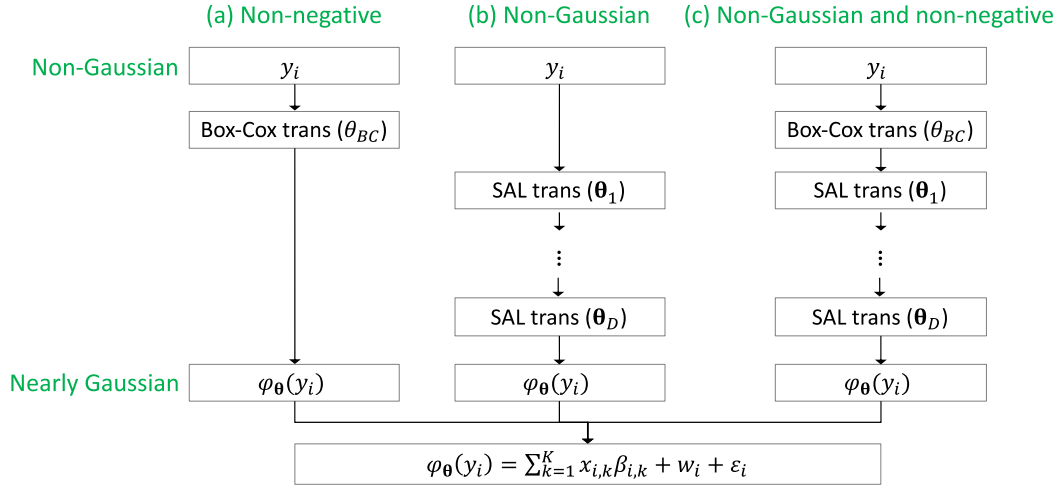 (a) Non-negative (b) Non-Gaussian (c) Non-Gaussian and non-negative
Non-Gaussian
𝑦ᵢ 𝑦ᵢ 𝑦ᵢ
Box-Cox trans (θ_BC) Box-Cox trans (θ_BC)
SAL trans (𝛉₁) SAL trans (𝛉₁)
⋮ ⋮
SAL trans (𝛉_D) SAL trans (𝛉_D)
Nearly Gaussian
φ_𝛉(yᵢ) φ_𝛉(yᵢ) φ_𝛉(yᵢ)
φ_𝛉(yᵢ) = ∑_{k=1}^{K} x_{i,k}β_{i,k} + wᵢ + εᵢ